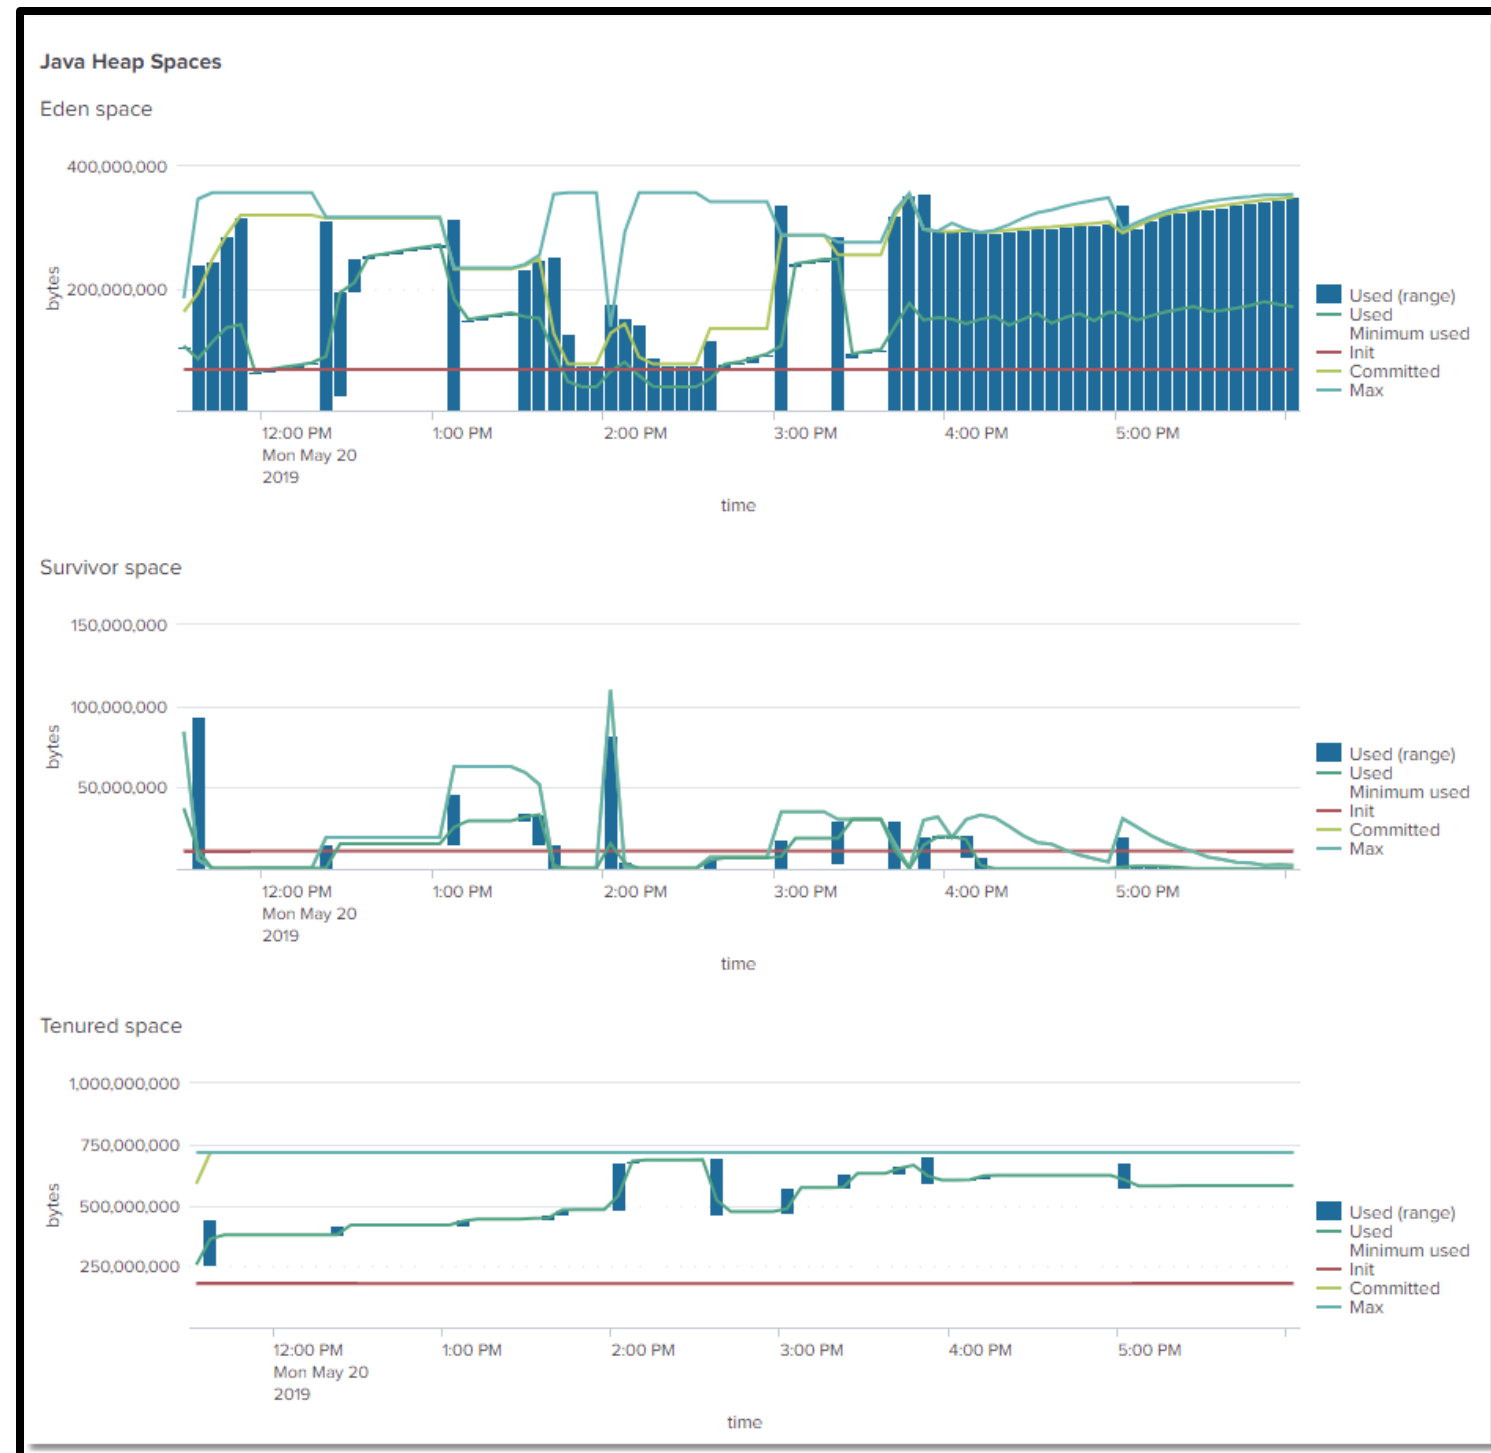 Java Heap Spaces
Eden space
400,000,000
200,000,000
bytes
12:00 PM 1:00 PM 2:00 PM 3:00 PM 4:00 PM 5:00 PM
Mon May 20
2019
time
Used (range)
Used
Minimum used
Init
Committed
Max
Survivor space
150,000,000
100,000,000
50,000,000
bytes
12:00 PM 1:00 PM 2:00 PM 3:00 PM 4:00 PM 5:00 PM
Mon May 20
2019
time
Used (range)
Used
Minimum used
Init
Committed
Max
Tenured space
1,000,000,000
750,000,000
500,000,000
250,000,000
bytes
12:00 PM 1:00 PM 2:00 PM 3:00 PM 4:00 PM 5:00 PM
Mon May 20
2019
time
Used (range)
Used
Minimum used
Init
Committed
Max